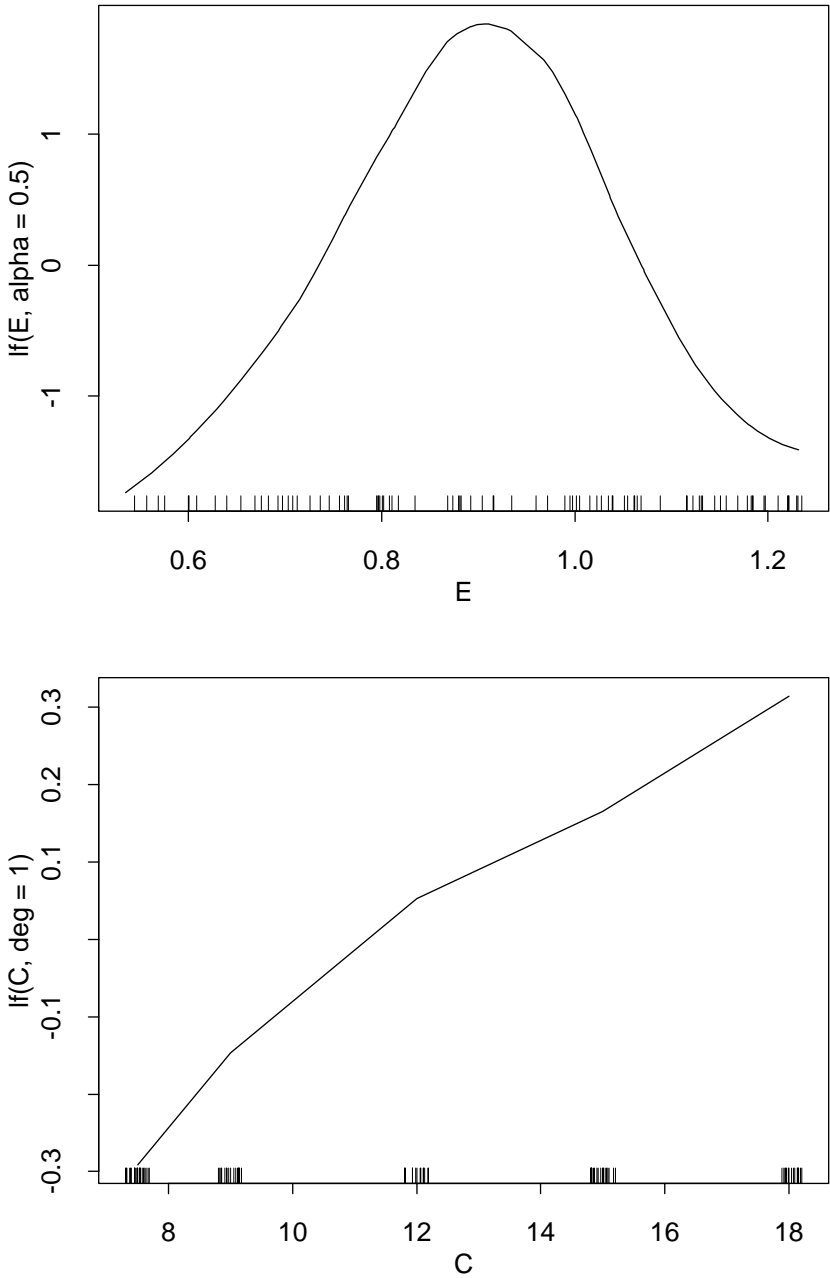 lf(E, alpha = 0.5)
1
0
-1
0.6 0.8 1.0 1.2
E
lf(C, deg = 1)
0.3
0.2
0.1
-0.1
-0.3
8 10 12 14 16 18
C